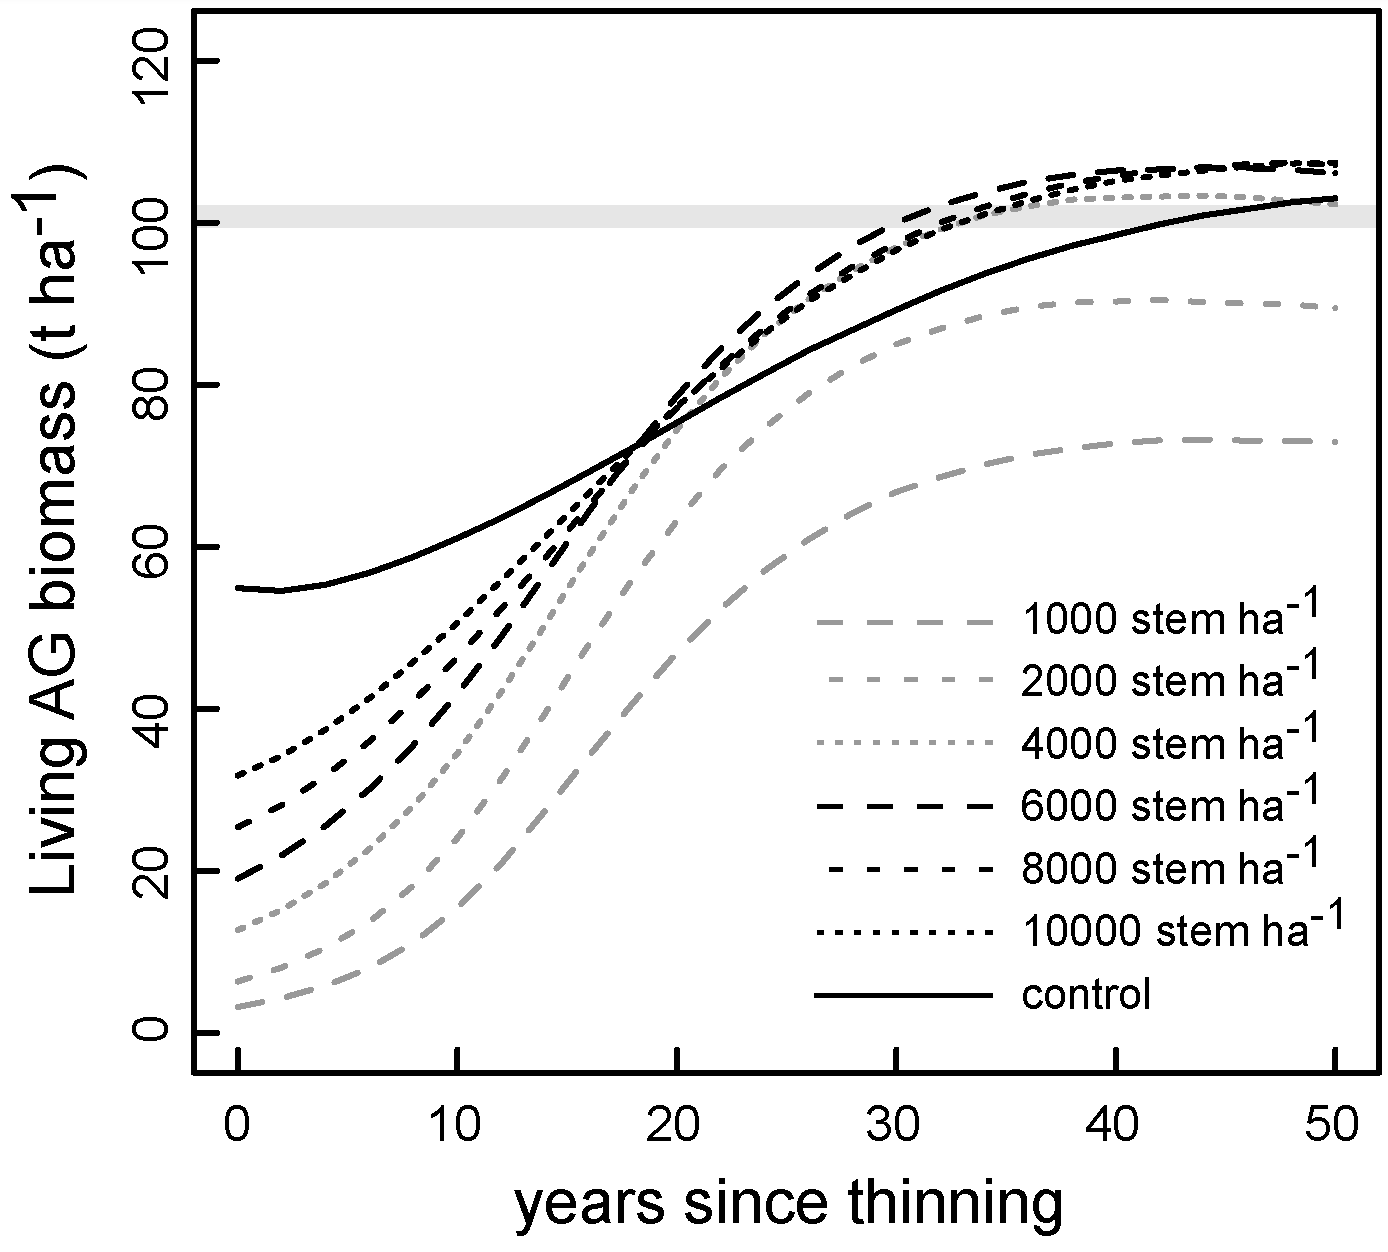 Living AG biomass (t ha⁻¹)
120
100
80
60
40
20
0
1000 stem ha⁻¹
2000 stem ha⁻¹
4000 stem ha⁻¹
6000 stem ha⁻¹
8000 stem ha⁻¹
10000 stem ha⁻¹
control
0 10 20 30 40 50
years since thinning